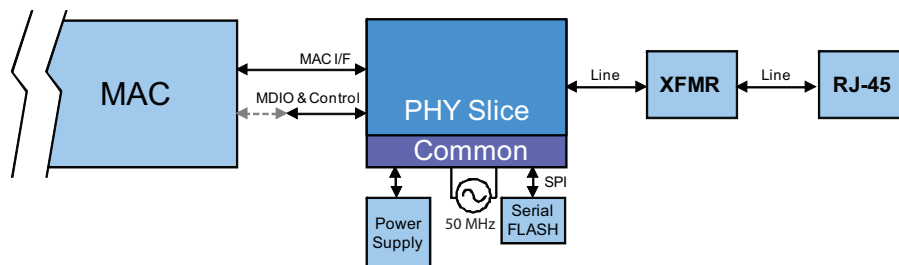 MAC
MAC I/F
MDIO & Control
PHY Slice
Common
Line
XFMR
Line
RJ-45
Power
Supply
50 MHz
SPI
Serial
FLASH